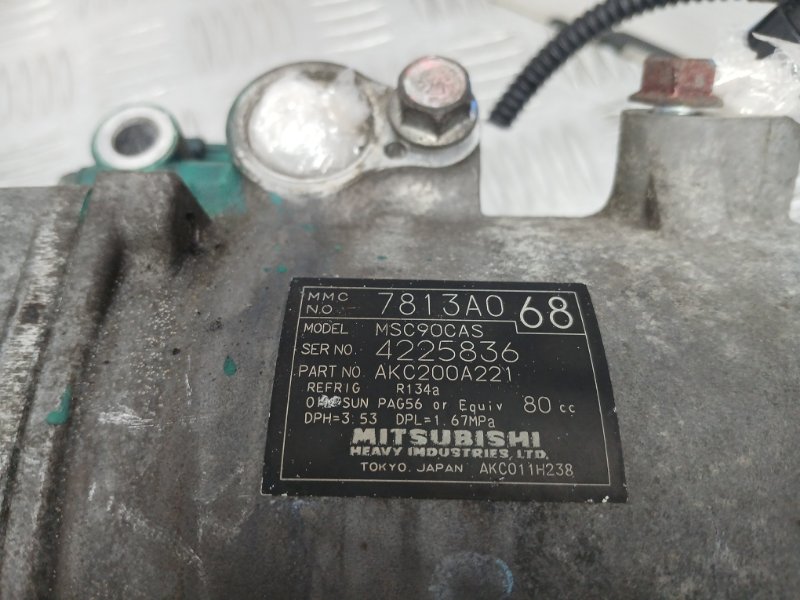 MMC NO. 7813A0 68
MODEL MSC90CAS
SER NO. 4225836
PART NO. AKC200A221
REFRIG R134a
SUN PAG56 or Equiv 80 cc
DPH=3.53 DPL=1.67MPa
MITSUBISHI
HEAVY INDUSTRIES, LTD.
TOKYO, JAPAN AKC011H238